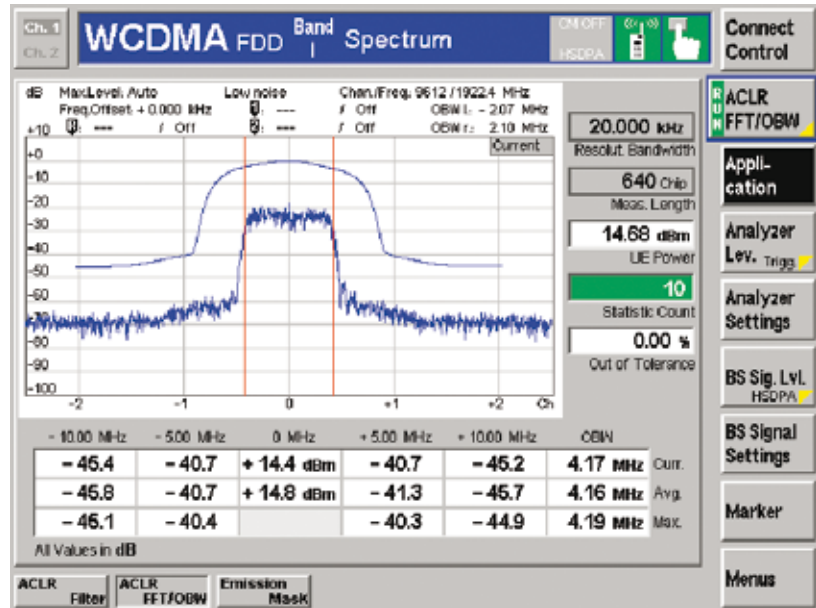 Ch. 1
Ch. 2
WCDMA FDD Band I Spectrum
CM OFF
HSDPA
Connect Control
dB Max.Level: Auto Low noise Chan./Freq.: 9612 / 1922.4 MHz
Freq.Offset: + 0.000 kHz 1: --- / Off OBW l.: - 2.07 MHz
--- / Off 2: --- / Off OBW r.: 2.10 MHz
Current
+10
+0
-10
-20
-30
-40
-50
-60
-70
-80
-90
-100
-2 -1 0 +1 +2 Ch
20.000 kHz
Resolut. Bandwidth
640 Chip
Meas. Length
14.68 dBm
UE Power
10
Statistic Count
0.00 %
Out of Tolerance
- 10.00 MHz - 5.00 MHz 0 MHz + 5.00 MHz + 10.00 MHz OBW
- 45.4 - 40.7 + 14.4 dBm - 40.7 - 45.2 4.17 MHz Curr.
- 45.8 - 40.7 + 14.8 dBm - 41.3 - 45.7 4.16 MHz Avg.
- 45.1 - 40.4 - 40.3 - 44.9 4.19 MHz Max.
All Values in dB
RUN
ACLR FFT/OBW
Appli-
cation
Analyzer
Lev. Trigg.
Analyzer
Settings
BS Sig. Lvl.
HSDPA
BS Signal
Settings
Marker
Menus
ACLR Filter
ACLR FFT/OBW
Emission Mask